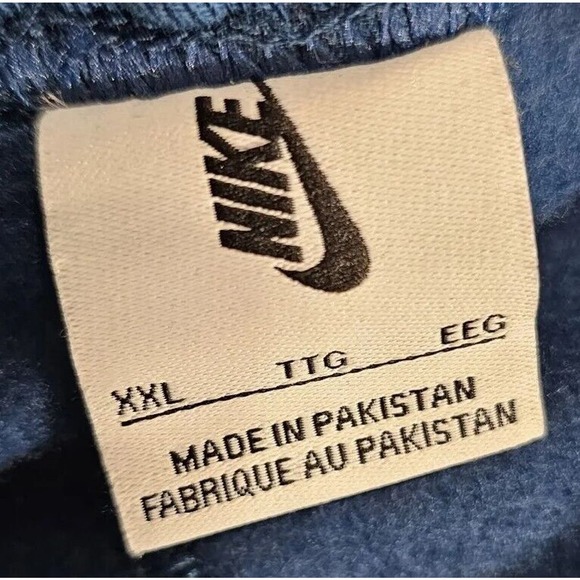 NIKE
XXL TTG EEG
MADE IN PAKISTAN
FABRIQUE AU PAKISTAN